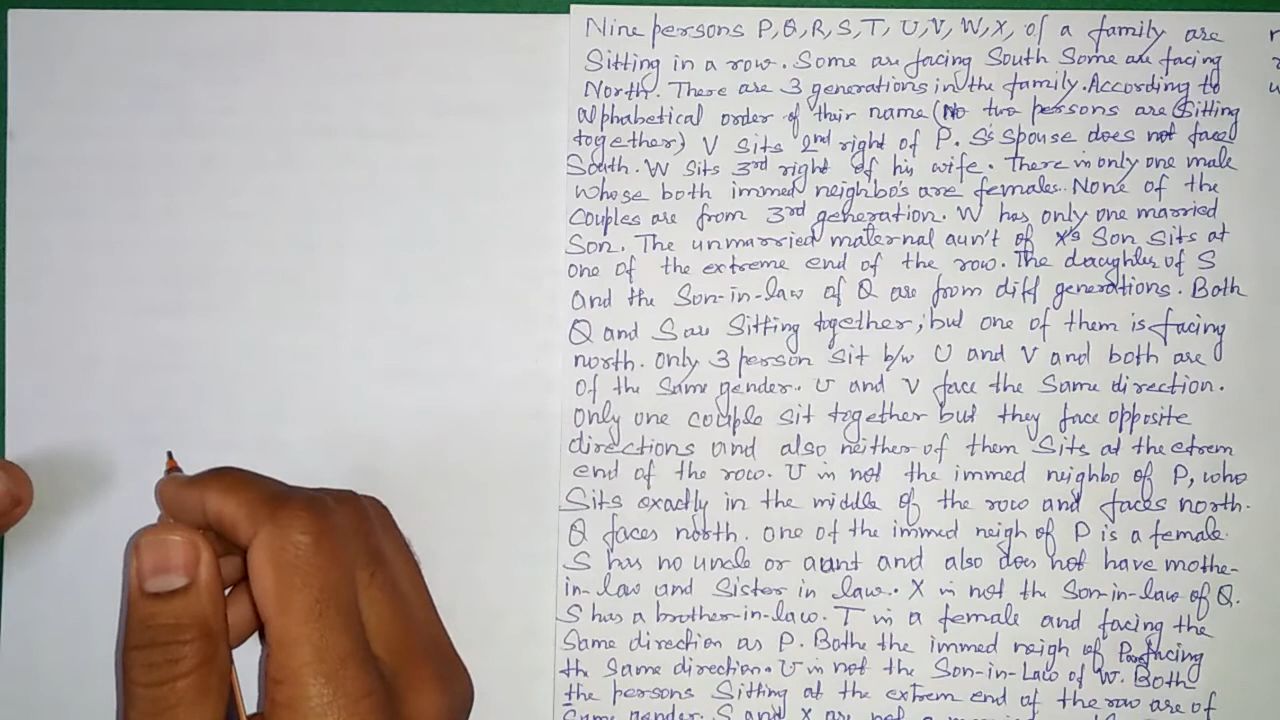 Nine persons P, Q, R, S, T, U, V, W, X, of a family are
Sitting in a row. Some are facing South Some are facing
North. There are 3 generations in the family. According to
alphabetical order of their name (No two persons are sitting
together) V sits 2nd right of P. S's spouse does not face
South. W sits 3rd right of his wife. There is only one male
whose both immed neighbo's are females. None of the
couples are from 3rd generation. W has only one married
Son. The unmarried maternal aun't of X's Son sits at
one of the extreme end of the row. The daughter of S
and the Son-in-law of Q are from diff generations. Both
Q and S are Sitting together, but one of them is facing
north. only 3 person sit b/w U and V and both are
of the same gender. U and V face the Same direction.
Only one couple sit together but they face opposite
directions and also neither of them Sits at the etrem
end of the row. U is not the immed neighbo of P, who
Sits exactly in the middle of the row and faces north.
Q faces north. one of the immed neigh of P is a female.
S has no uncle or aunt and also does not have mothe-
in-law and Sister in law. X is not the Son-in-law of Q.
S has a brother-in-law. T is a female and facing the
Same direction as P. Bothe the immed neigh of P are facing
the Same direction. U is not the Son-in-Law of W. Both
the persons Sitting at the extrem end of the row are of
Same gender. S and X are not a